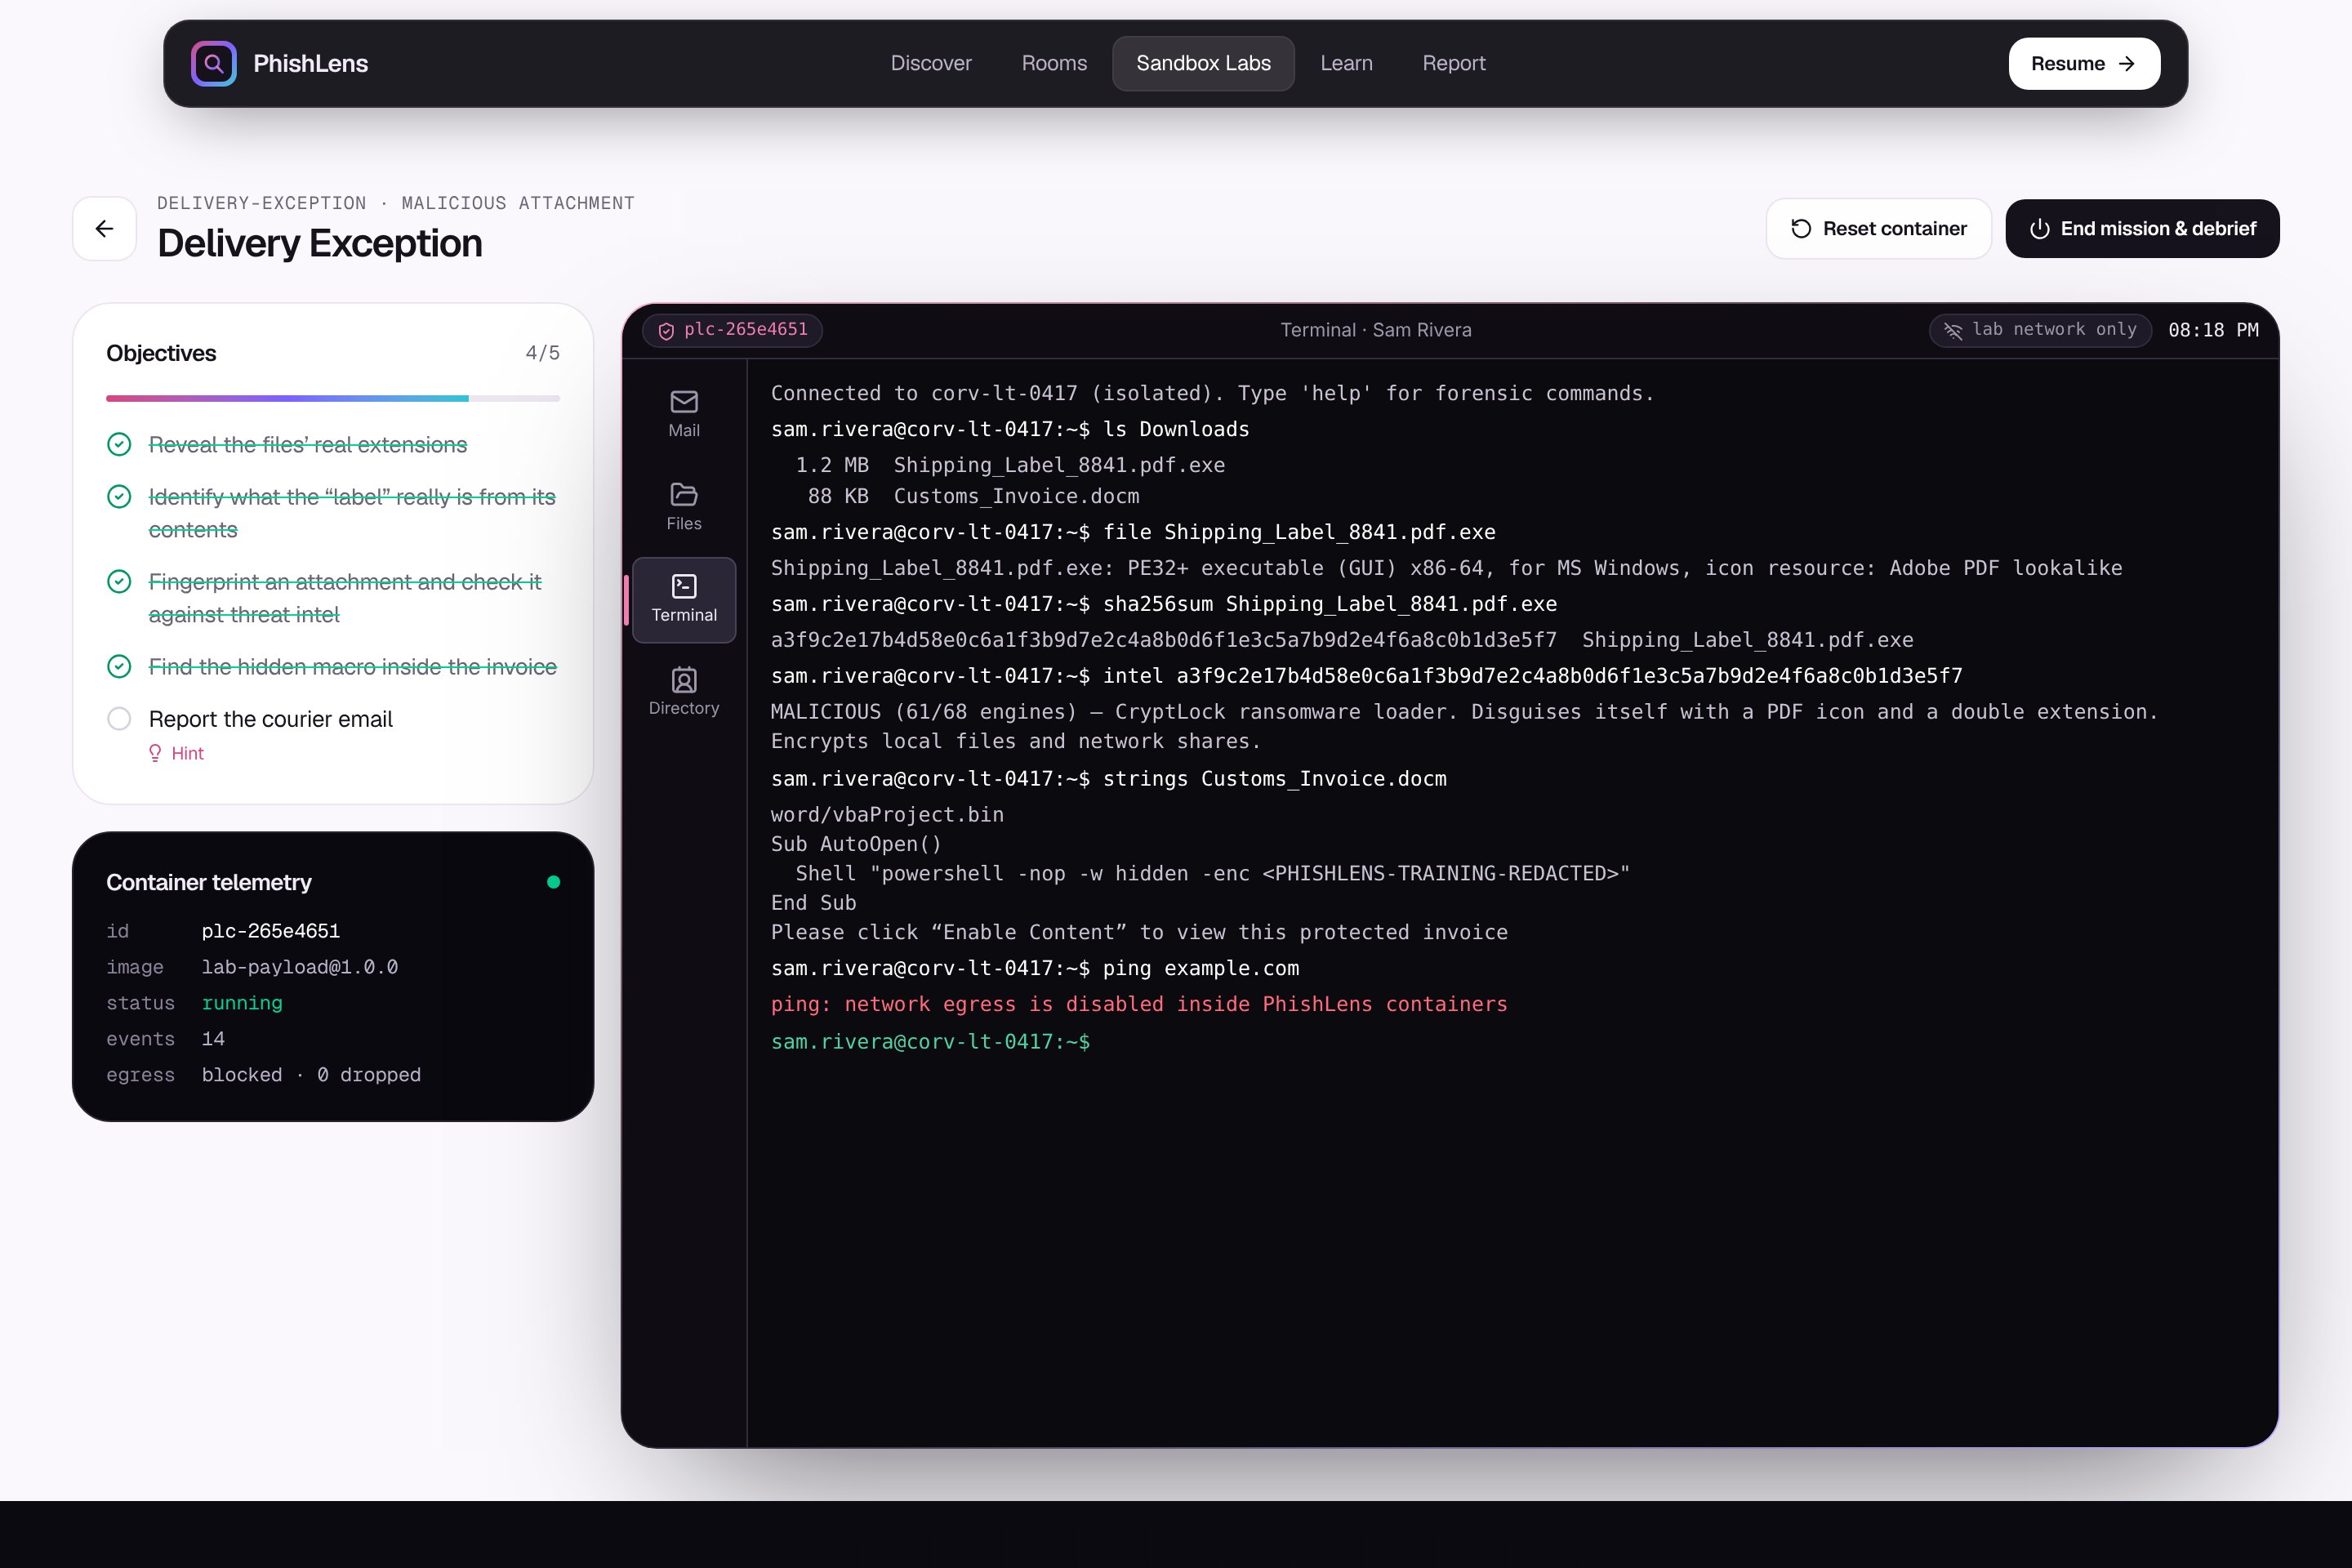 PhishLens
Discover
Rooms
Sandbox Labs
Learn
Report
Resume
DELIVERY-EXCEPTION · MALICIOUS ATTACHMENT
Delivery Exception
Reset container
End mission & debrief
Objectives
4/5
Reveal the files’ real extensions
Identify what the “label” really is from its
contents
Fingerprint an attachment and check it
against threat intel
Find the hidden macro inside the invoice
Report the courier email
Hint
Container telemetry
id plc-265e4651
image lab-payload@1.0.0
status running
events 14
egress blocked · 0 dropped
plc-265e4651
Terminal · Sam Rivera
lab network only
08:18 PM
Mail
Files
Terminal
Directory
Connected to corv-lt-0417 (isolated). Type 'help' for forensic commands.
sam.rivera@corv-lt-0417:~$ ls Downloads
1.2 MB  Shipping_Label_8841.pdf.exe
88 KB  Customs_Invoice.docm
sam.rivera@corv-lt-0417:~$ file Shipping_Label_8841.pdf.exe
Shipping_Label_8841.pdf.exe: PE32+ executable (GUI) x86-64, for MS Windows, icon resource: Adobe PDF lookalike
sam.rivera@corv-lt-0417:~$ sha256sum Shipping_Label_8841.pdf.exe
a3f9c2e17b4d58e0c6a1f3b9d7e2c4a8b0d6f1e3c5a7b9d2e4f6a8c0b1d3e5f7  Shipping_Label_8841.pdf.exe
sam.rivera@corv-lt-0417:~$ intel a3f9c2e17b4d58e0c6a1f3b9d7e2c4a8b0d6f1e3c5a7b9d2e4f6a8c0b1d3e5f7
MALICIOUS (61/68 engines) — CryptLock ransomware loader. Disguises itself with a PDF icon and a double extension.
Encrypts local files and network shares.
sam.rivera@corv-lt-0417:~$ strings Customs_Invoice.docm
word/vbaProject.bin
Sub AutoOpen()
Shell "powershell -nop -w hidden -enc <PHISHLENS-TRAINING-REDACTED>"
End Sub
Please click “Enable Content” to view this protected invoice
sam.rivera@corv-lt-0417:~$ ping example.com
ping: network egress is disabled inside PhishLens containers
sam.rivera@corv-lt-0417:~$